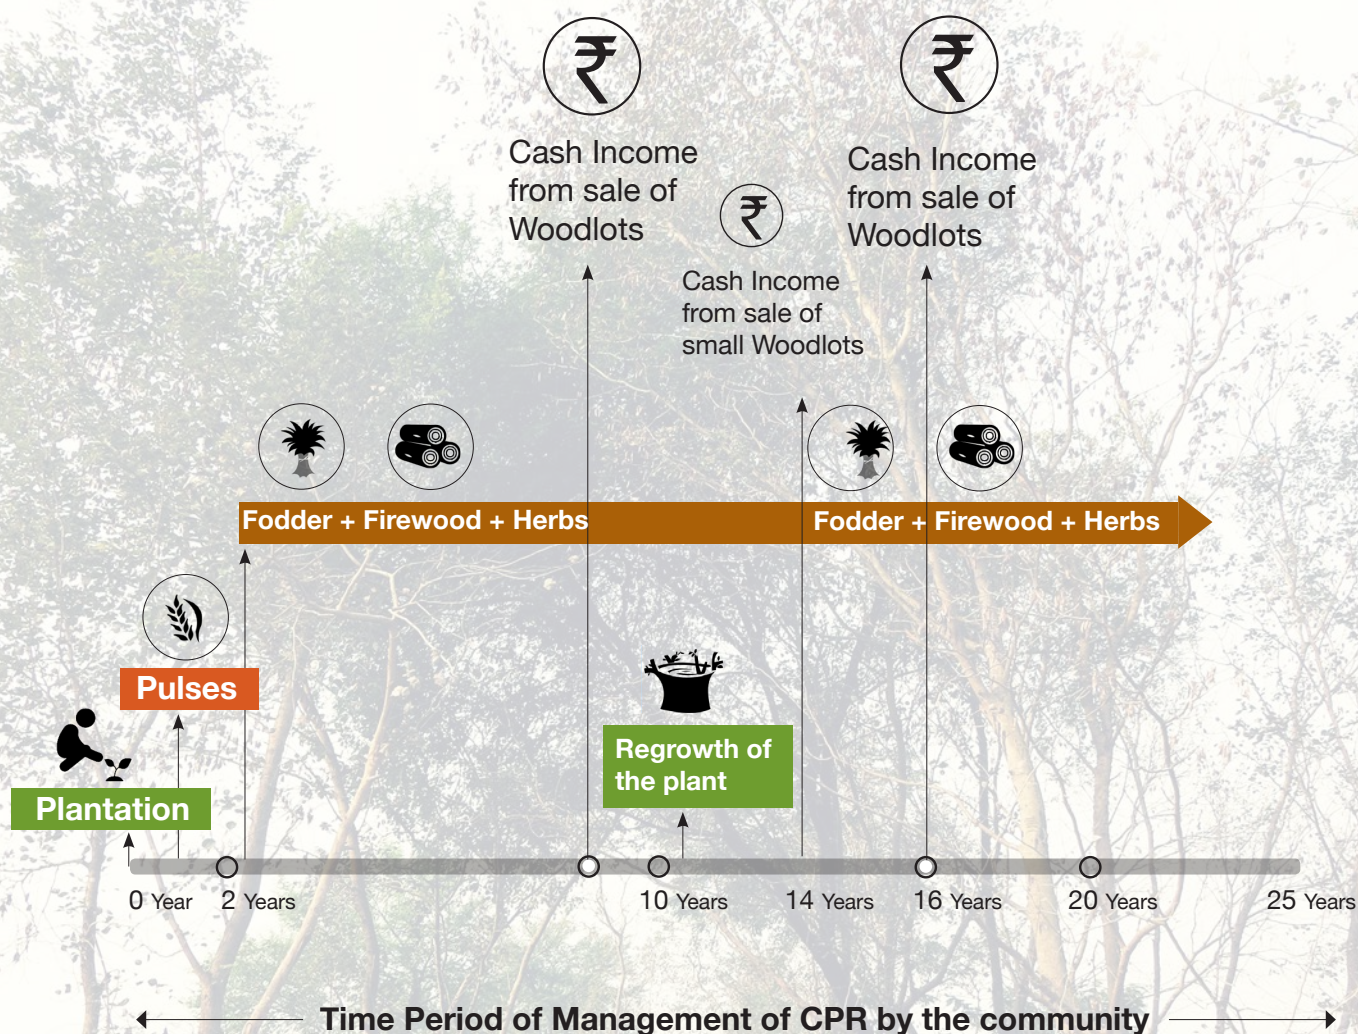 ₹
Cash Income
from sale of
Woodlots
₹
Cash Income
from sale of
small Woodlots
₹
Cash Income
from sale of
Woodlots
Fodder + Firewood + Herbs
Fodder + Firewood + Herbs
Pulses
Plantation
Regrowth of
the plant
0 Year
2 Years
10 Years
14 Years
16 Years
20 Years
25 Years
Time Period of Management of CPR by the community